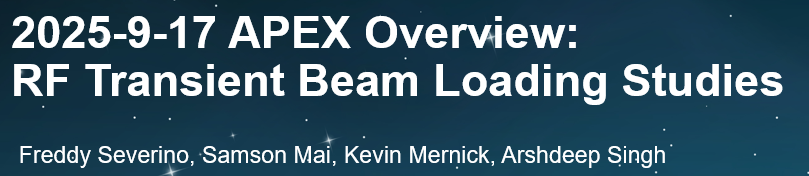 2025-9-17 APEX Overview:
RF Transient Beam Loading Studies
Freddy Severino, Samson Mai, Kevin Mernick, Arshdeep Singh